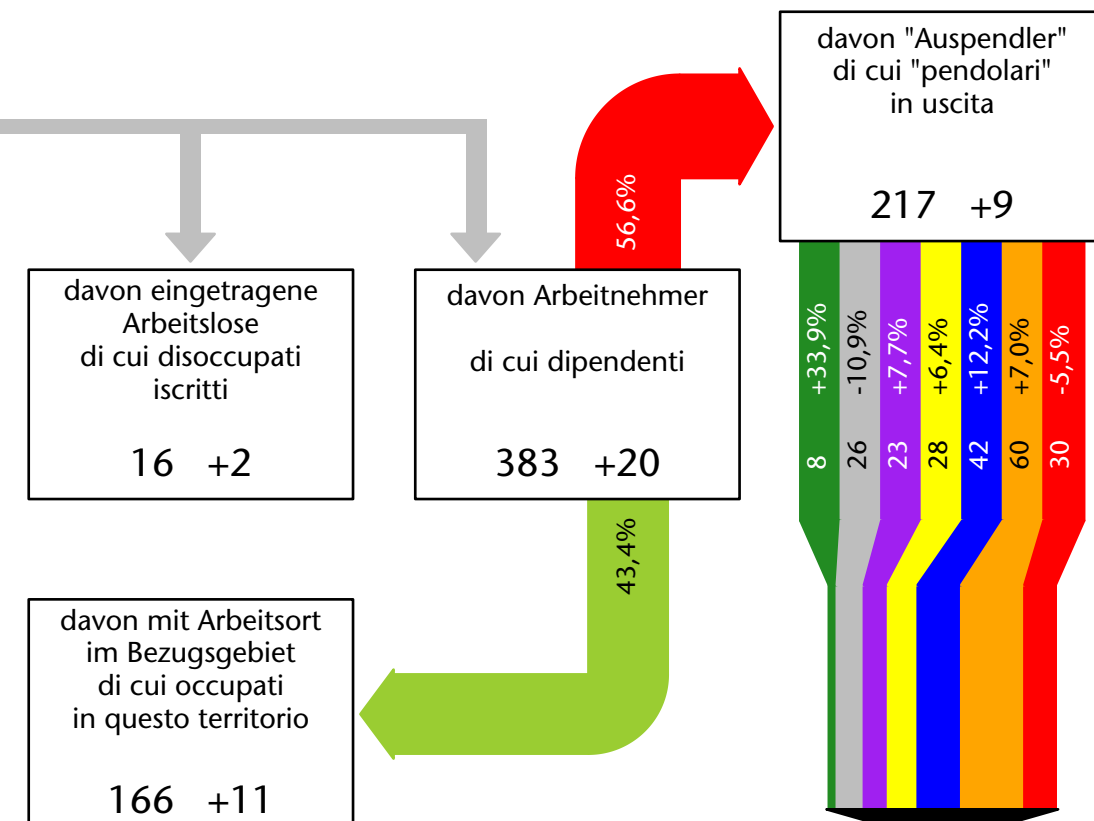 davon "Auspendler"
di cui "pendolari"
in uscita
217 +9
56,6%
davon eingetragene
Arbeitslose
di cui disoccupati
iscritti
16 +2
davon Arbeitnehmer
di cui dipendenti
383 +20
8 +33,9%
26 -10,9%
23 +7,7%
28 +6,4%
42 +12,2%
60 +7,0%
30 -5,5%
43,4%
davon mit Arbeitsort
im Bezugsgebiet
di cui occupati
in questo territorio
166 +11